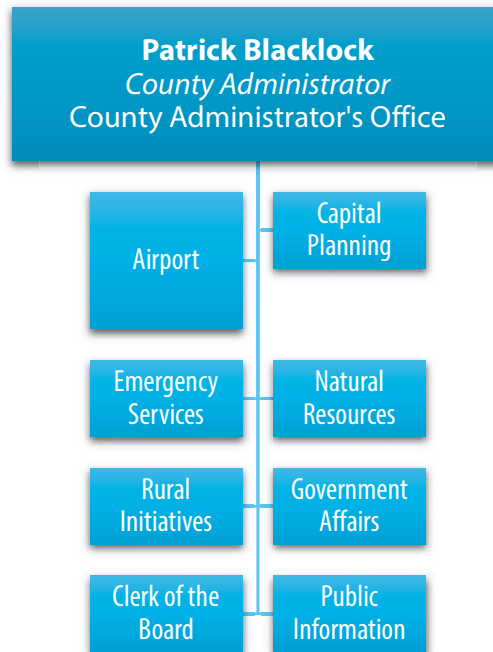 Patrick Blacklock
County Administrator
County Administrator's Office
Airport
Capital
Planning
Emergency
Services
Natural
Resources
Rural
Initiatives
Government
Affairs
Clerk of the
Board
Public
Information